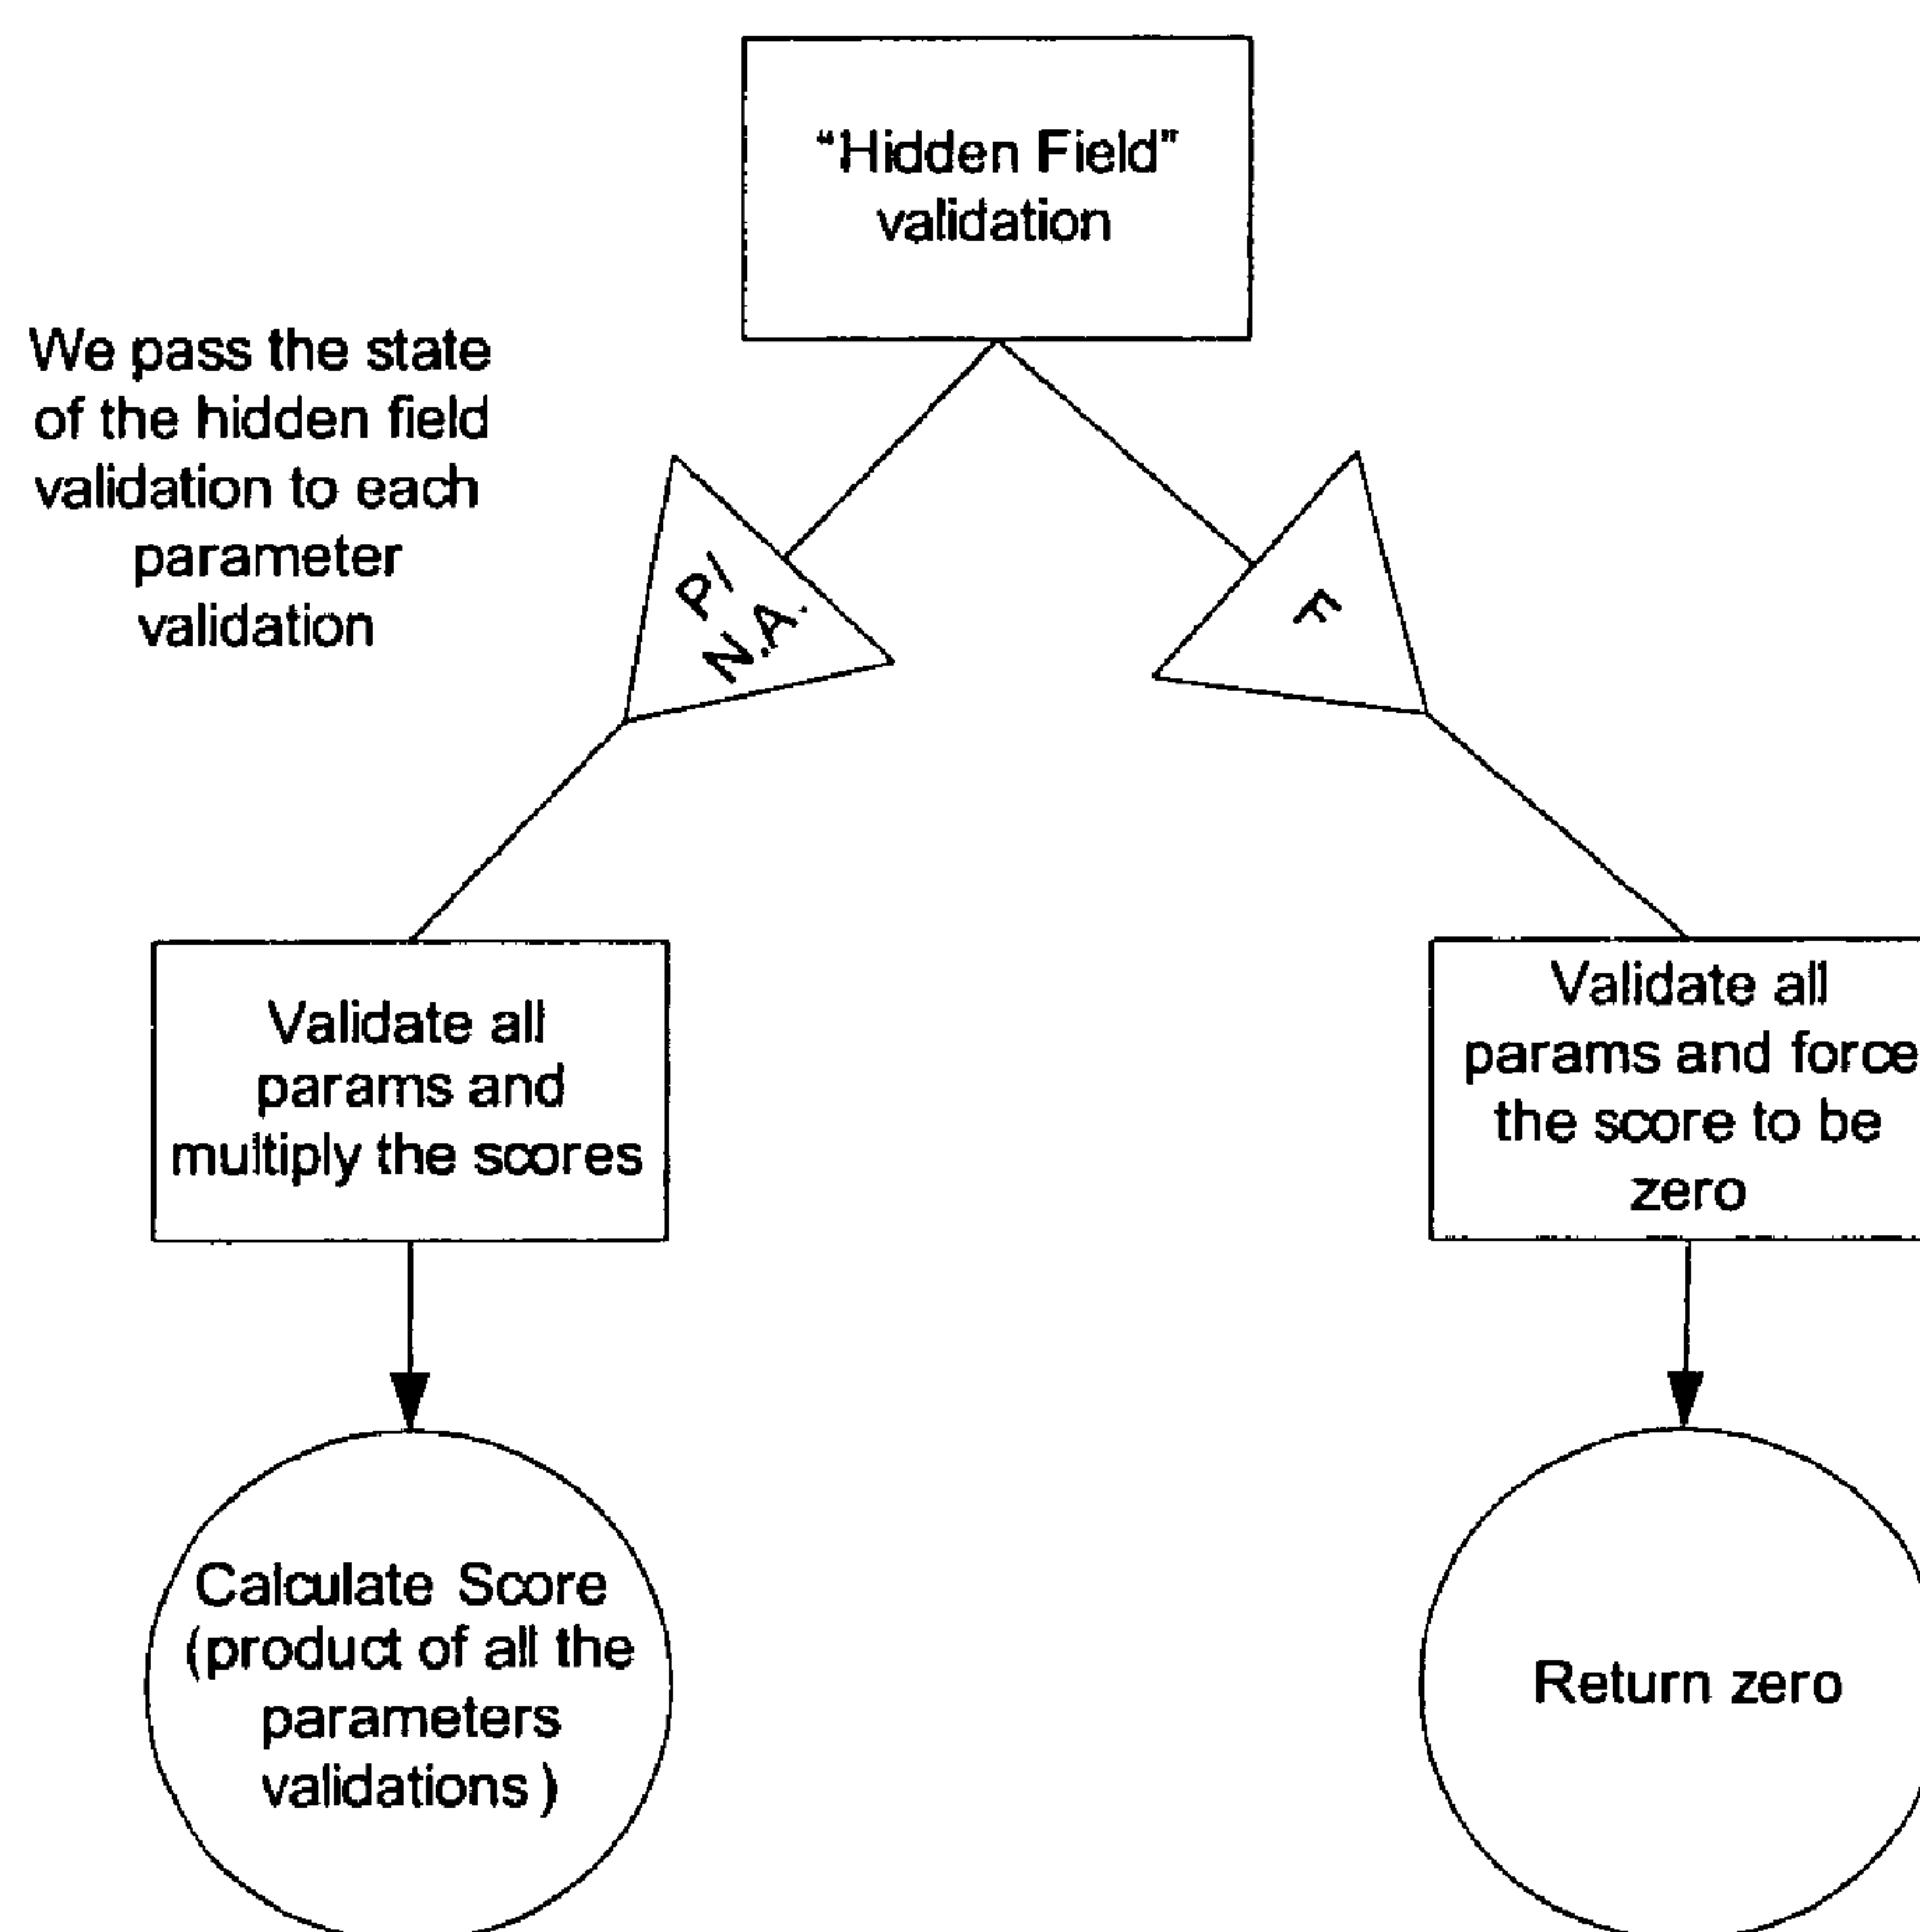 “Hidden Field”
validation
We pass the state
of the hidden field
validation to each
parameter
validation
P/
N.A.
F
Validate all
params and
multiply the scores
Validate all
params and force
the score to be
zero
Calculate Score
(product of all the
parameters
validations )
Return zero